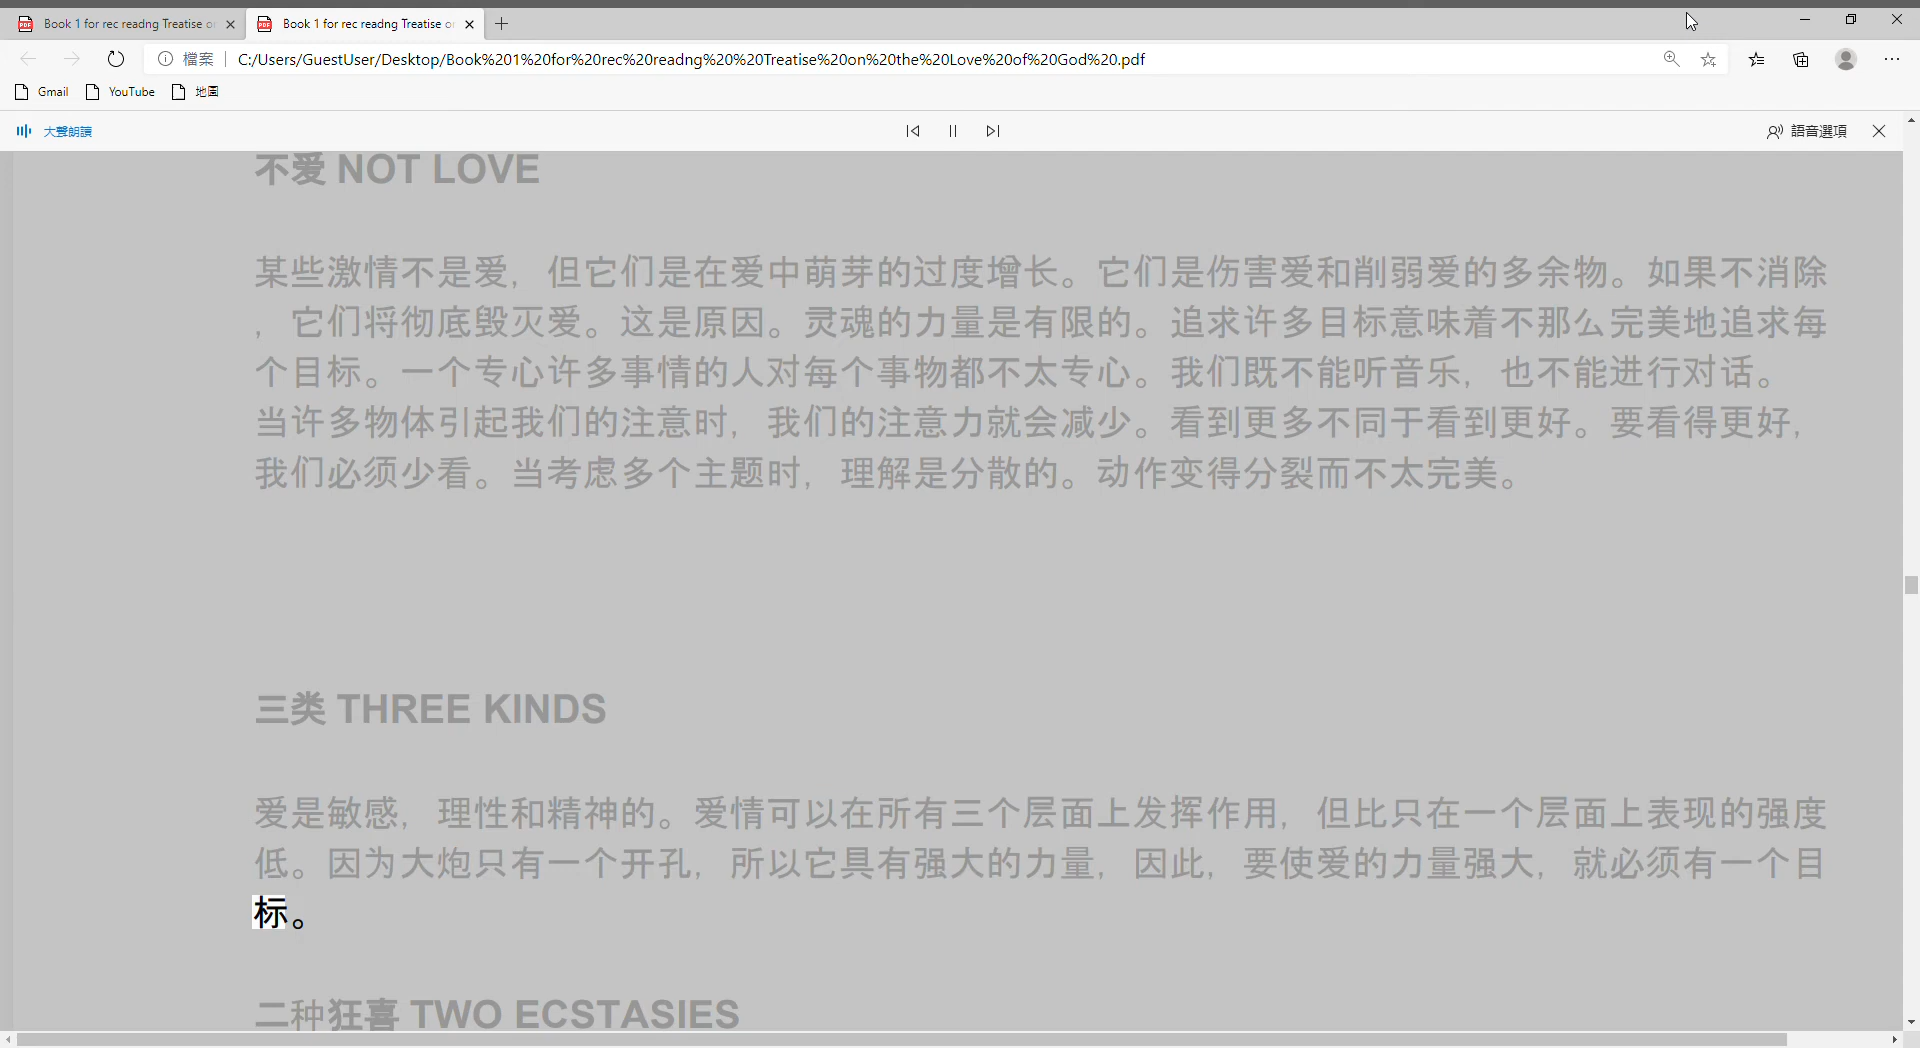 Book 1 for rec readng Treatise o
Book 1 for rec readng Treatise o
檔案
C:/Users/GuestUser/Desktop/Book%201%20for%20rec%20readng%20%20Treatise%20on%20the%20Love%20of%20God%20.pdf
Gmail
YouTube
地圖
大聲朗讀
語音選項
不爱 NOT LOVE
某些激情不是爱，但它们是在爱中萌芽的过度增长。它们是伤害爱和削弱爱的多余物。如果不消除
，它们将彻底毁灭爱。这是原因。灵魂的力量是有限的。追求许多目标意味着不那么完美地追求每
个目标。一个专心许多事情的人对每个事物都不太专心。我们既不能听音乐，也不能进行对话。
当许多物体引起我们的注意时，我们的注意力就会减少。看到更多不同于看到更好。要看得更好，
我们必须少看。当考虑多个主题时，理解是分散的。动作变得分裂而不太完美。
三类 THREE KINDS
爱是敏感，理性和精神的。爱情可以在所有三个层面上发挥作用，但比只在一个层面上表现的强度
低。因为大炮只有一个开孔，所以它具有强大的力量，因此，要使爱的力量强大，就必须有一个目
标。
二种狂喜 TWO ECSTASIES